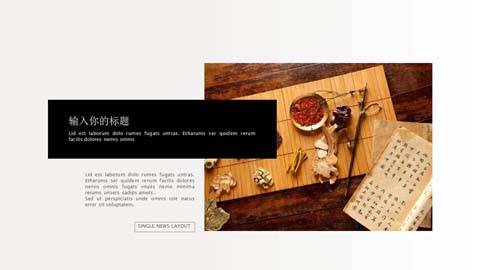 输入你的标题
Lid est laborum dolo rumes fugats untras. Etharums ser quidem rerum
facilis dolores nemis omnis
Lid est laborum dolo rumes fugats untras.
Etharums ser quidem rerum facilis dolores
nemis omnis fugats vitaes nemo minima
rerums unsers sadips amets..
Sed ut perspiciatis unde omnis iste natus
error sit voluptatem.
SINGLE NEWS LAYOUT